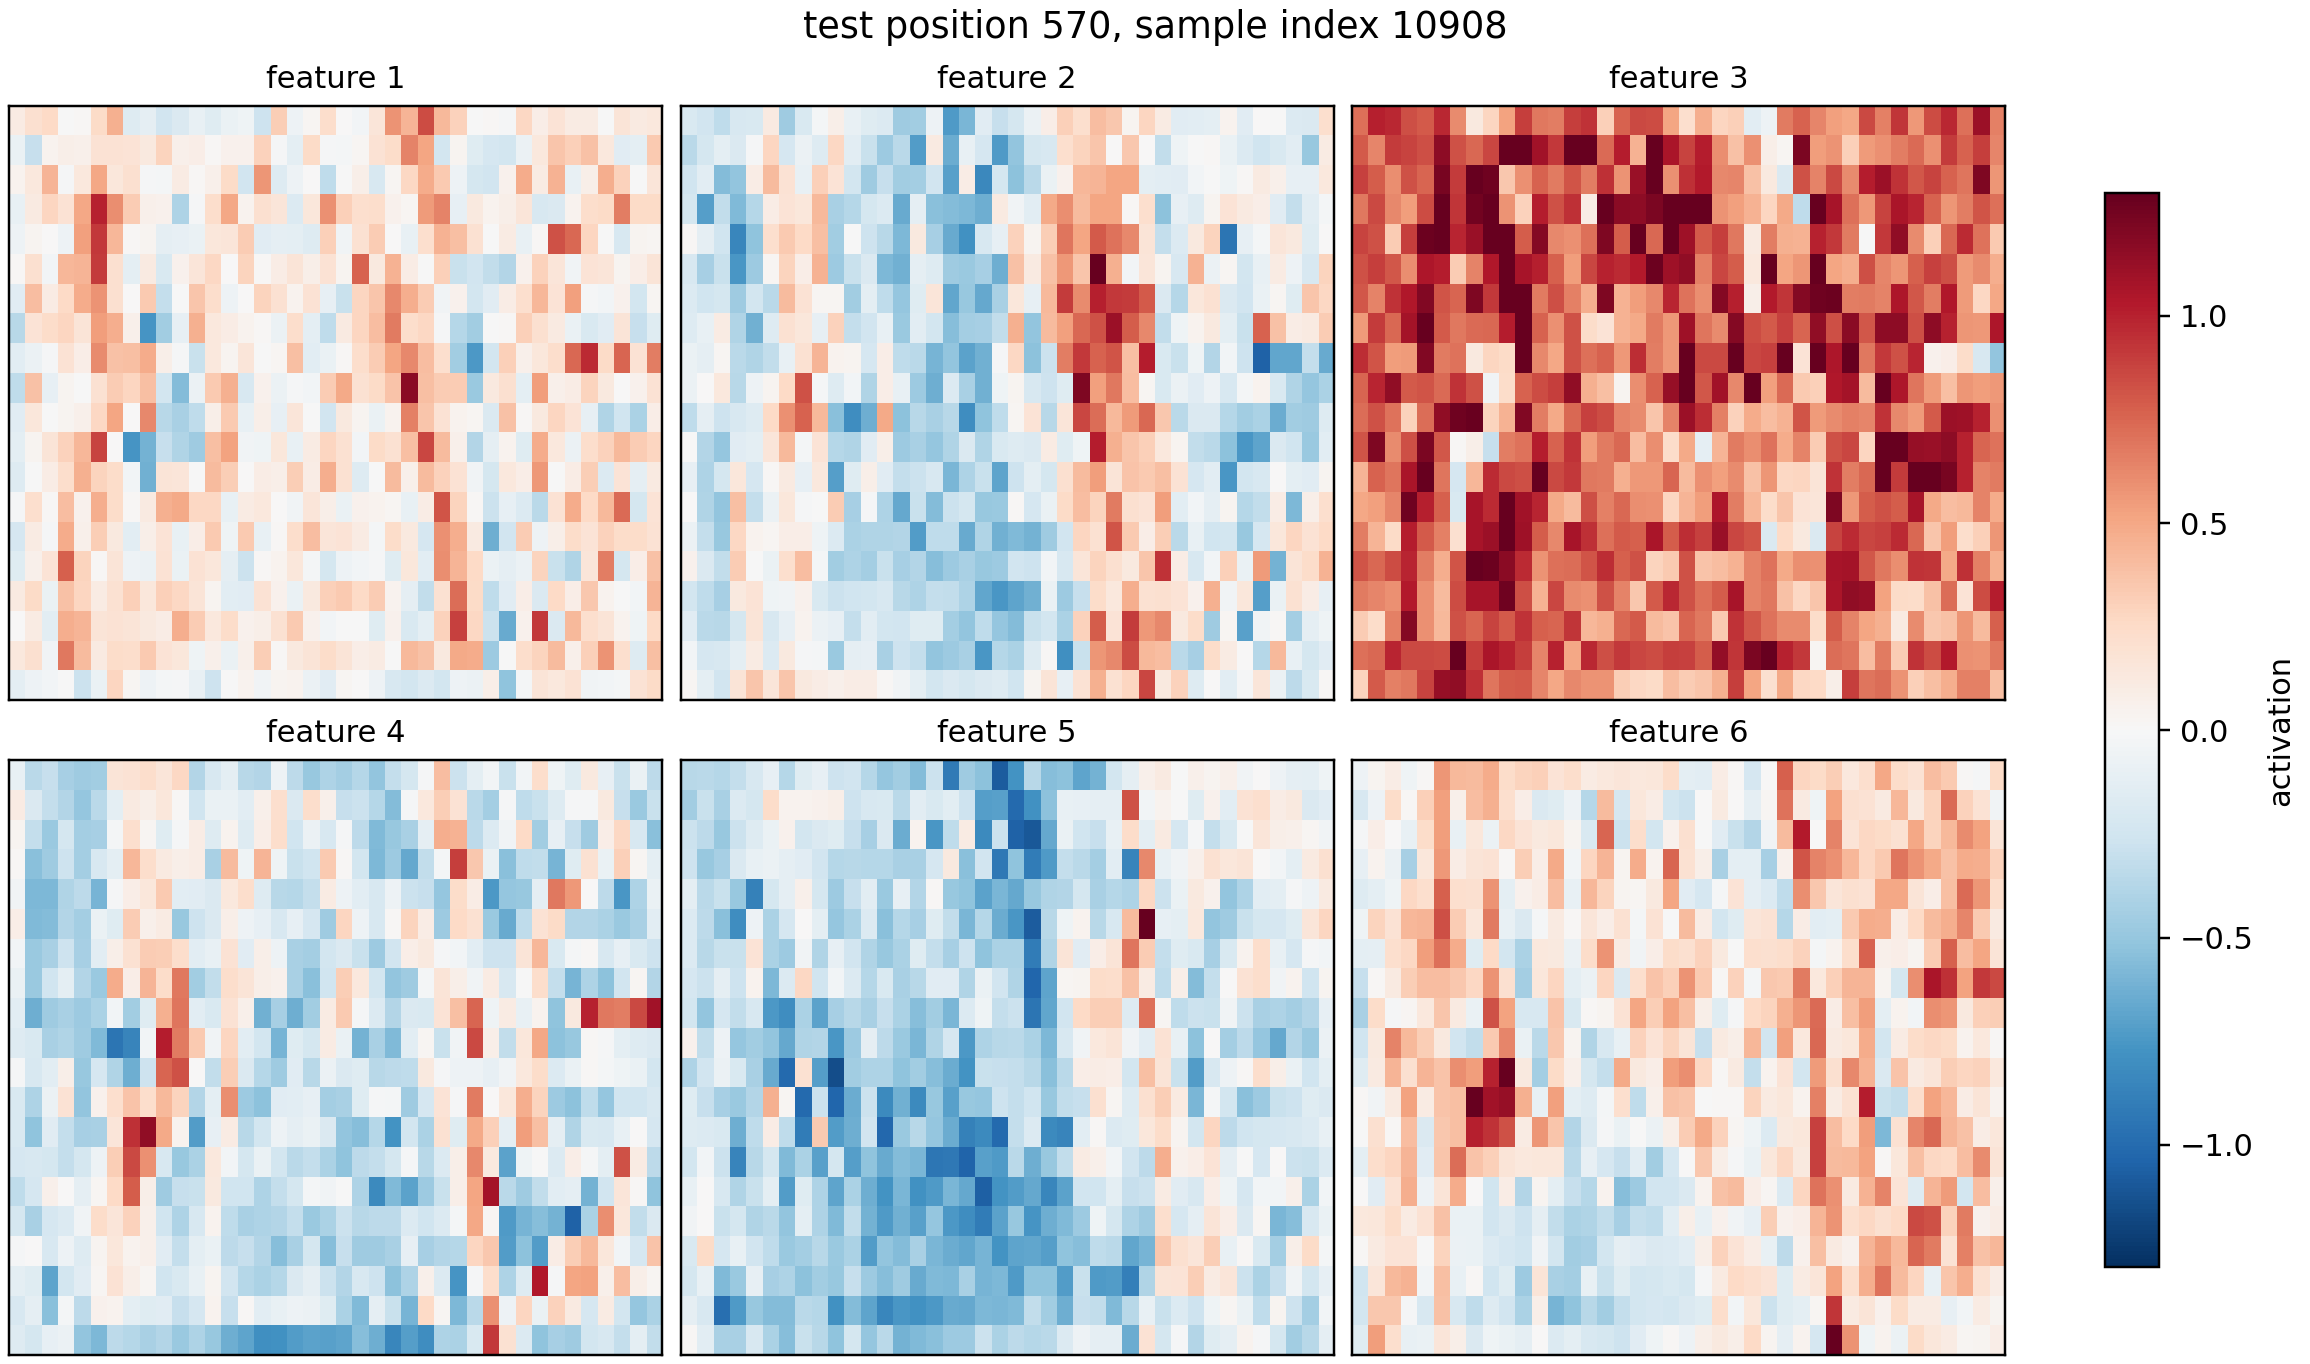 test position 570, sample index 10908
feature 1
feature 2
feature 3
feature 4
feature 5
feature 6
1.0
0.5
0.0
−0.5
−1.0
activation